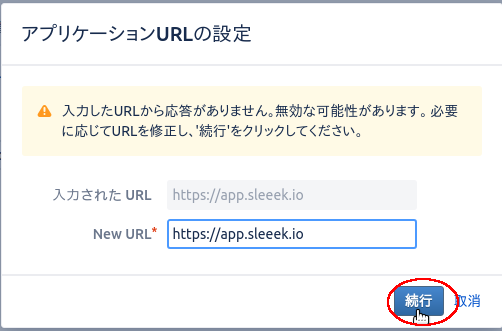 アプリケーションURLの設定
入力したURLから応答がありません。無効な可能性があります。 必要
に応じてURLを修正し、'続行'をクリックしてください。
入力された URL https://app.sleeek.io
New URL* https://app.sleeek.io
続行 取消